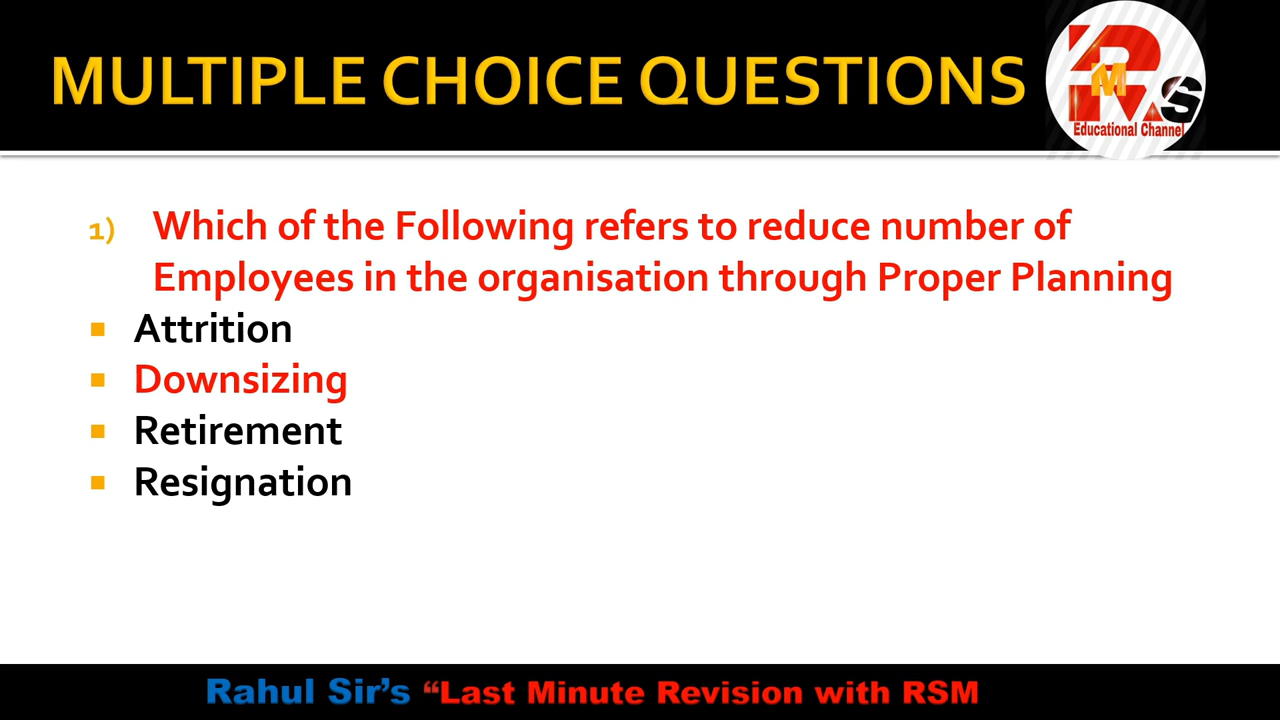 MULTIPLE CHOICE QUESTIONS
RMS
Educational Channel
1) Which of the Following refers to reduce number of
Employees in the organisation through Proper Planning
Attrition
Downsizing
Retirement
Resignation
Rahul Sir's “Last Minute Revision with RSM